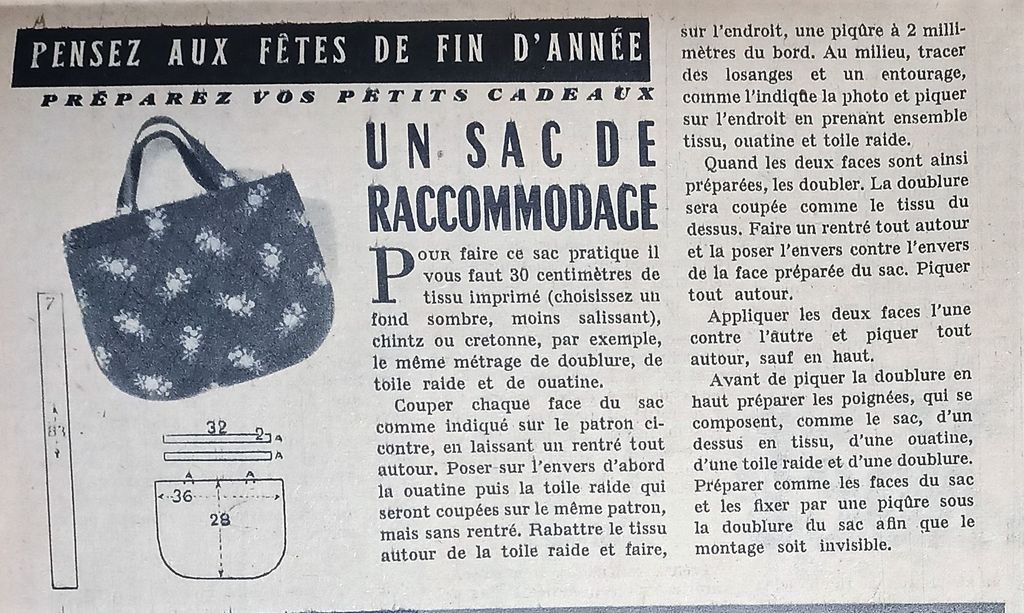 PENSEZ AUX FÊTES DE FIN D'ANNÉE
PRÉPAREZ VOS PETITS CADEAUX
UN SAC DE
RACCOMMODAGE
POUR faire ce sac pratique il
vous faut 30 centimètres de
tissu imprimé (choisissez un
fond sombre, moins salissant),
chintz ou cretonne, par exemple,
le même métrage de doublure, de
toile raide et de ouatine.
Couper chaque face du sac
comme indiqué sur le patron ci-
contre, en laissant un rentré tout
autour. Poser sur l'envers d'abord
la ouatine puis la toile raide qui
seront coupées sur le même patron,
mais sans rentré. Rabattre le tissu
autour de la toile raide et faire,
sur l'endroit, une piqûre à 2 milli-
mètres du bord. Au milieu, tracer
des losanges et un entourage,
comme l'indique la photo et piquer
sur l'endroit en prenant ensemble
tissu, ouatine et toile raide.
Quand les deux faces sont ainsi
préparées, les doubler. La doublure
sera coupée comme le tissu du
dessus. Faire un rentré tout autour
et la poser l'envers contre l'envers
de la face préparée du sac. Piquer
tout autour.
Appliquer les deux faces l'une
contre l'autre et piquer tout
autour, sauf en haut.
Avant de piquer la doublure en
haut préparer les poignées, qui se
composent, comme le sac, d'un
dessus en tissu, d'une ouatine,
d'une toile raide et d'une doublure.
Préparer comme les faces du sac
et les fixer par une piqûre sous
la doublure du sac afin que le
montage soit invisible.
7
83
32 2 A
A
A A
36
28